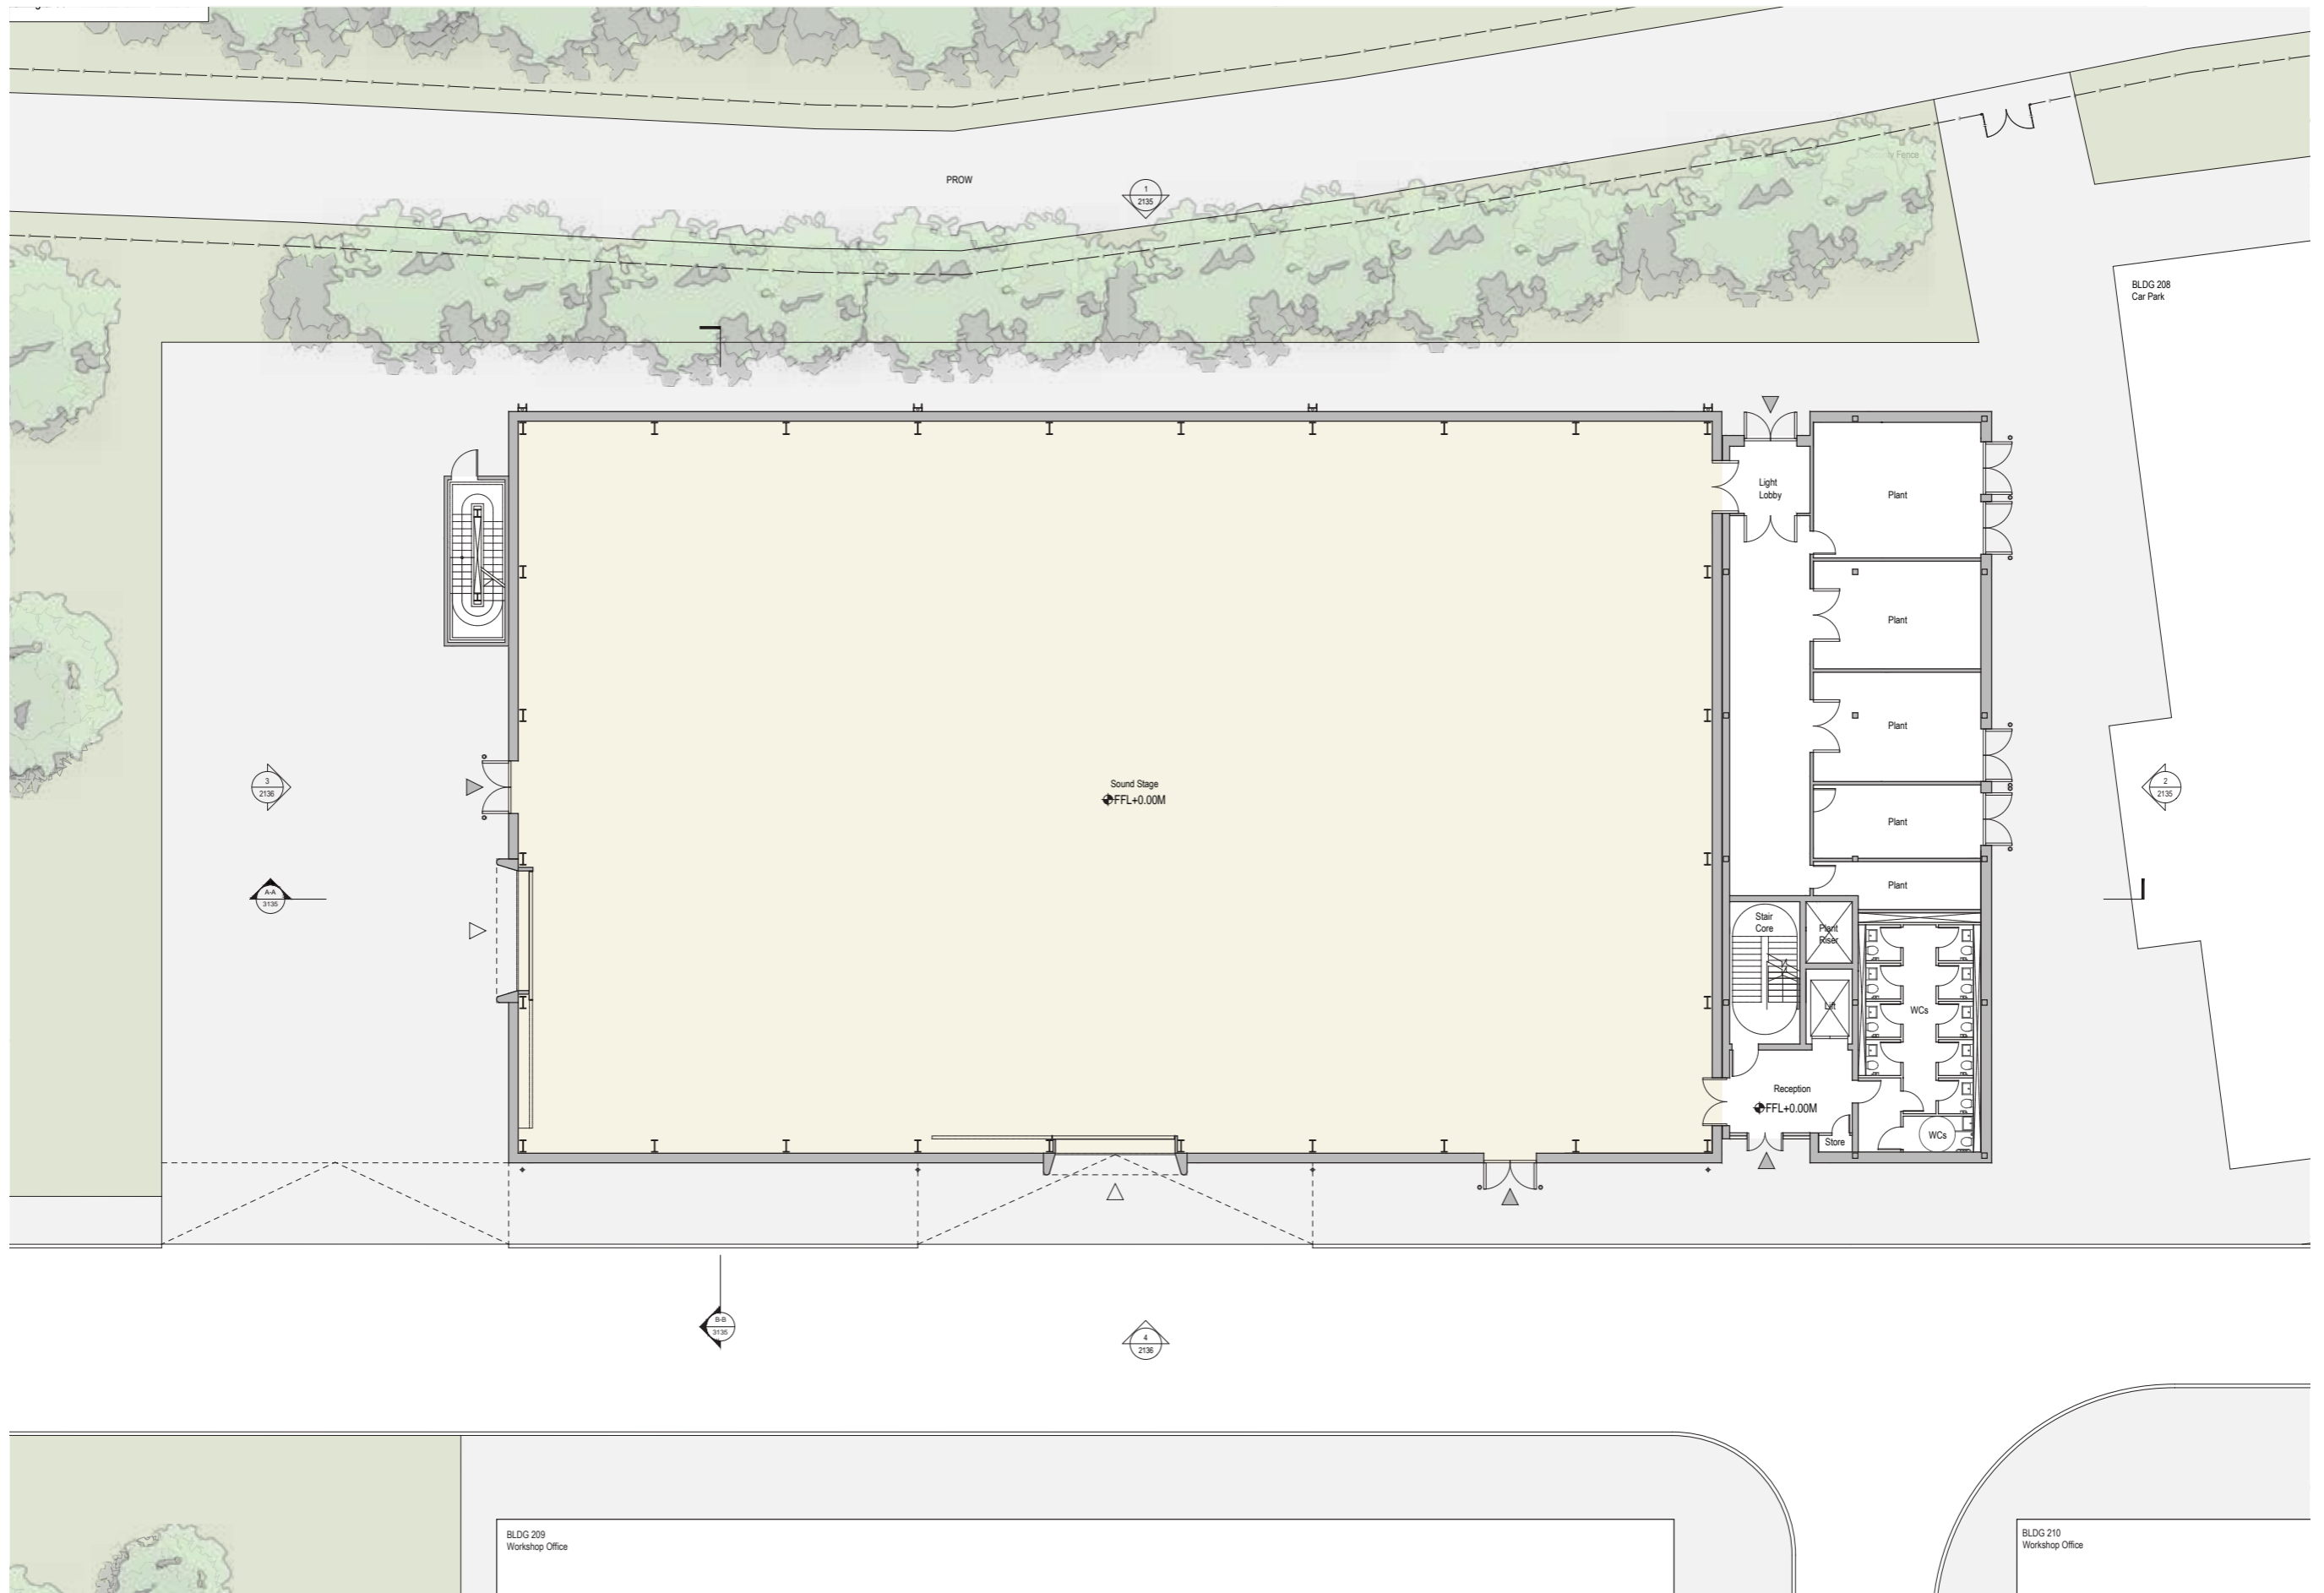 PROW
1
2135
y Fence
BLDG 208
Car Park
Light
Lobby
Plant
Plant
Plant
Plant
Plant
3
2136
Sound Stage
FFL+0.00M
2
2135
A-A
3135
Stair
Core
Plant
Riser
Lift
WCs
Reception
FFL+0.00M
Store
WCs
B-B
3135
4
2136
BLDG 209
Workshop Office
BLDG 210
Workshop Office